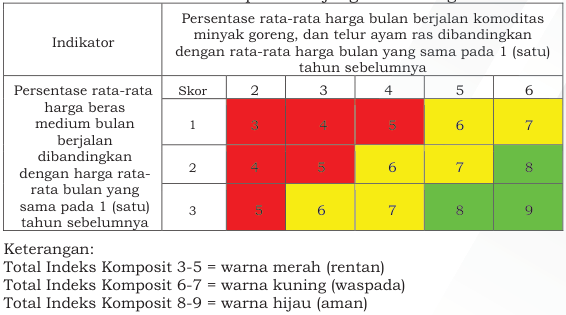 Indikator
Persentase rata-rata harga bulan berjalan komoditas
minyak goreng, dan telur ayam ras dibandingkan
dengan rata-rata harga bulan yang sama pada 1 (satu)
tahun sebelumnya
Persentase rata-rata
harga beras
medium bulan
berjalan
dibandingkan
dengan harga rata-
rata bulan yang
sama pada 1 (satu)
tahun sebelumnya
Skor 2 3 4 5 6
1 3 4 5 6 7
2 4 5 6 7 8
3 5 6 7 8 9
Keterangan:
Total Indeks Komposit 3-5 = warna merah (rentan)
Total Indeks Komposit 6-7 = warna kuning (waspada)
Total Indeks Komposit 8-9 = warna hijau (aman)